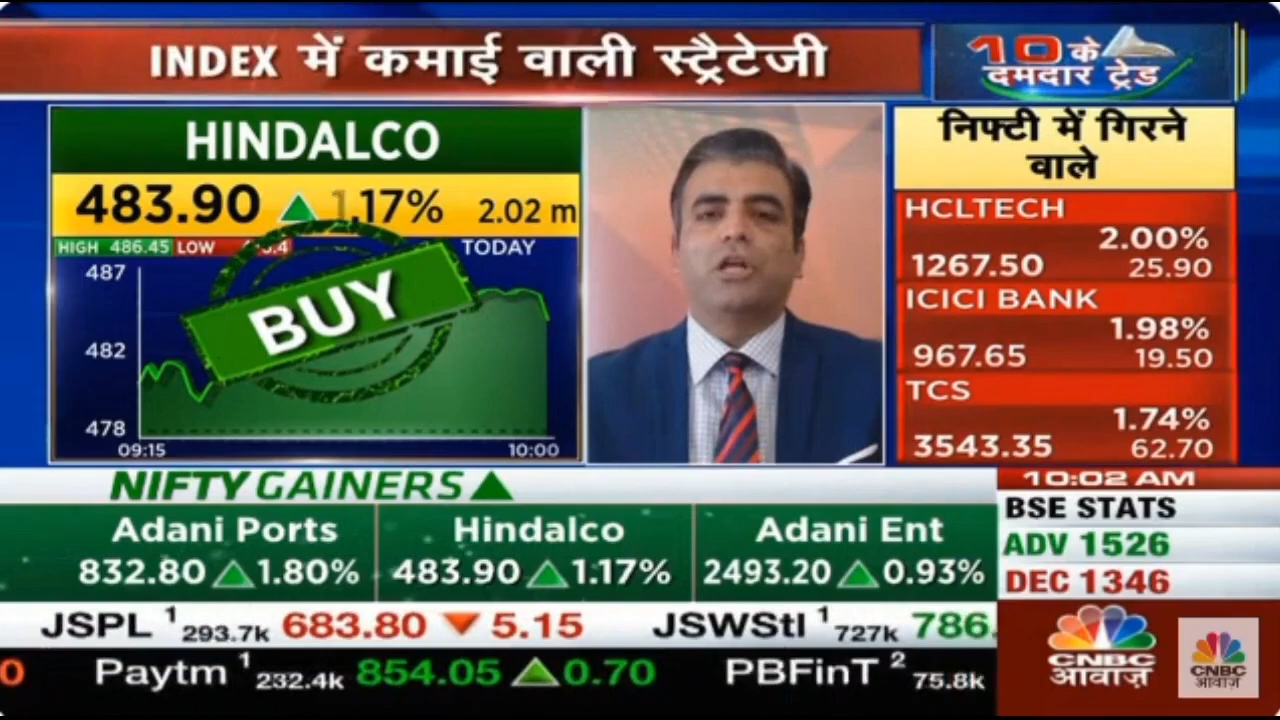 INDEX में कमाई वाली स्ट्रैटेजी
10 के
दमदार ट्रेड
HINDALCO
483.90 ▲ 1.17% 2.02 m
HIGH 486.45 LOW
TODAY
487
482
478
09:15 10:00
BUY
निफ्टी में गिरने
वाले
HCLTECH
2.00%
1267.50 25.90
ICICI BANK
1.98%
967.65 19.50
TCS
1.74%
3543.35 62.70
NIFTY GAINERS ▲
Adani Ports
832.80 ▲ 1.80%
Hindalco
483.90 ▲ 1.17%
Adani Ent
2493.20 ▲ 0.93%
10:02 AM
BSE STATS
ADV 1526
DEC 1346
JSPL 1 293.7k 683.80 ▼ 5.15 JSWStl 1 727k 786.
0 Paytm 1 232.4k 854.05 ▲ 0.70 PBFinT 2 75.8k
CNBC
आवाज़
CNBC
आवाज़